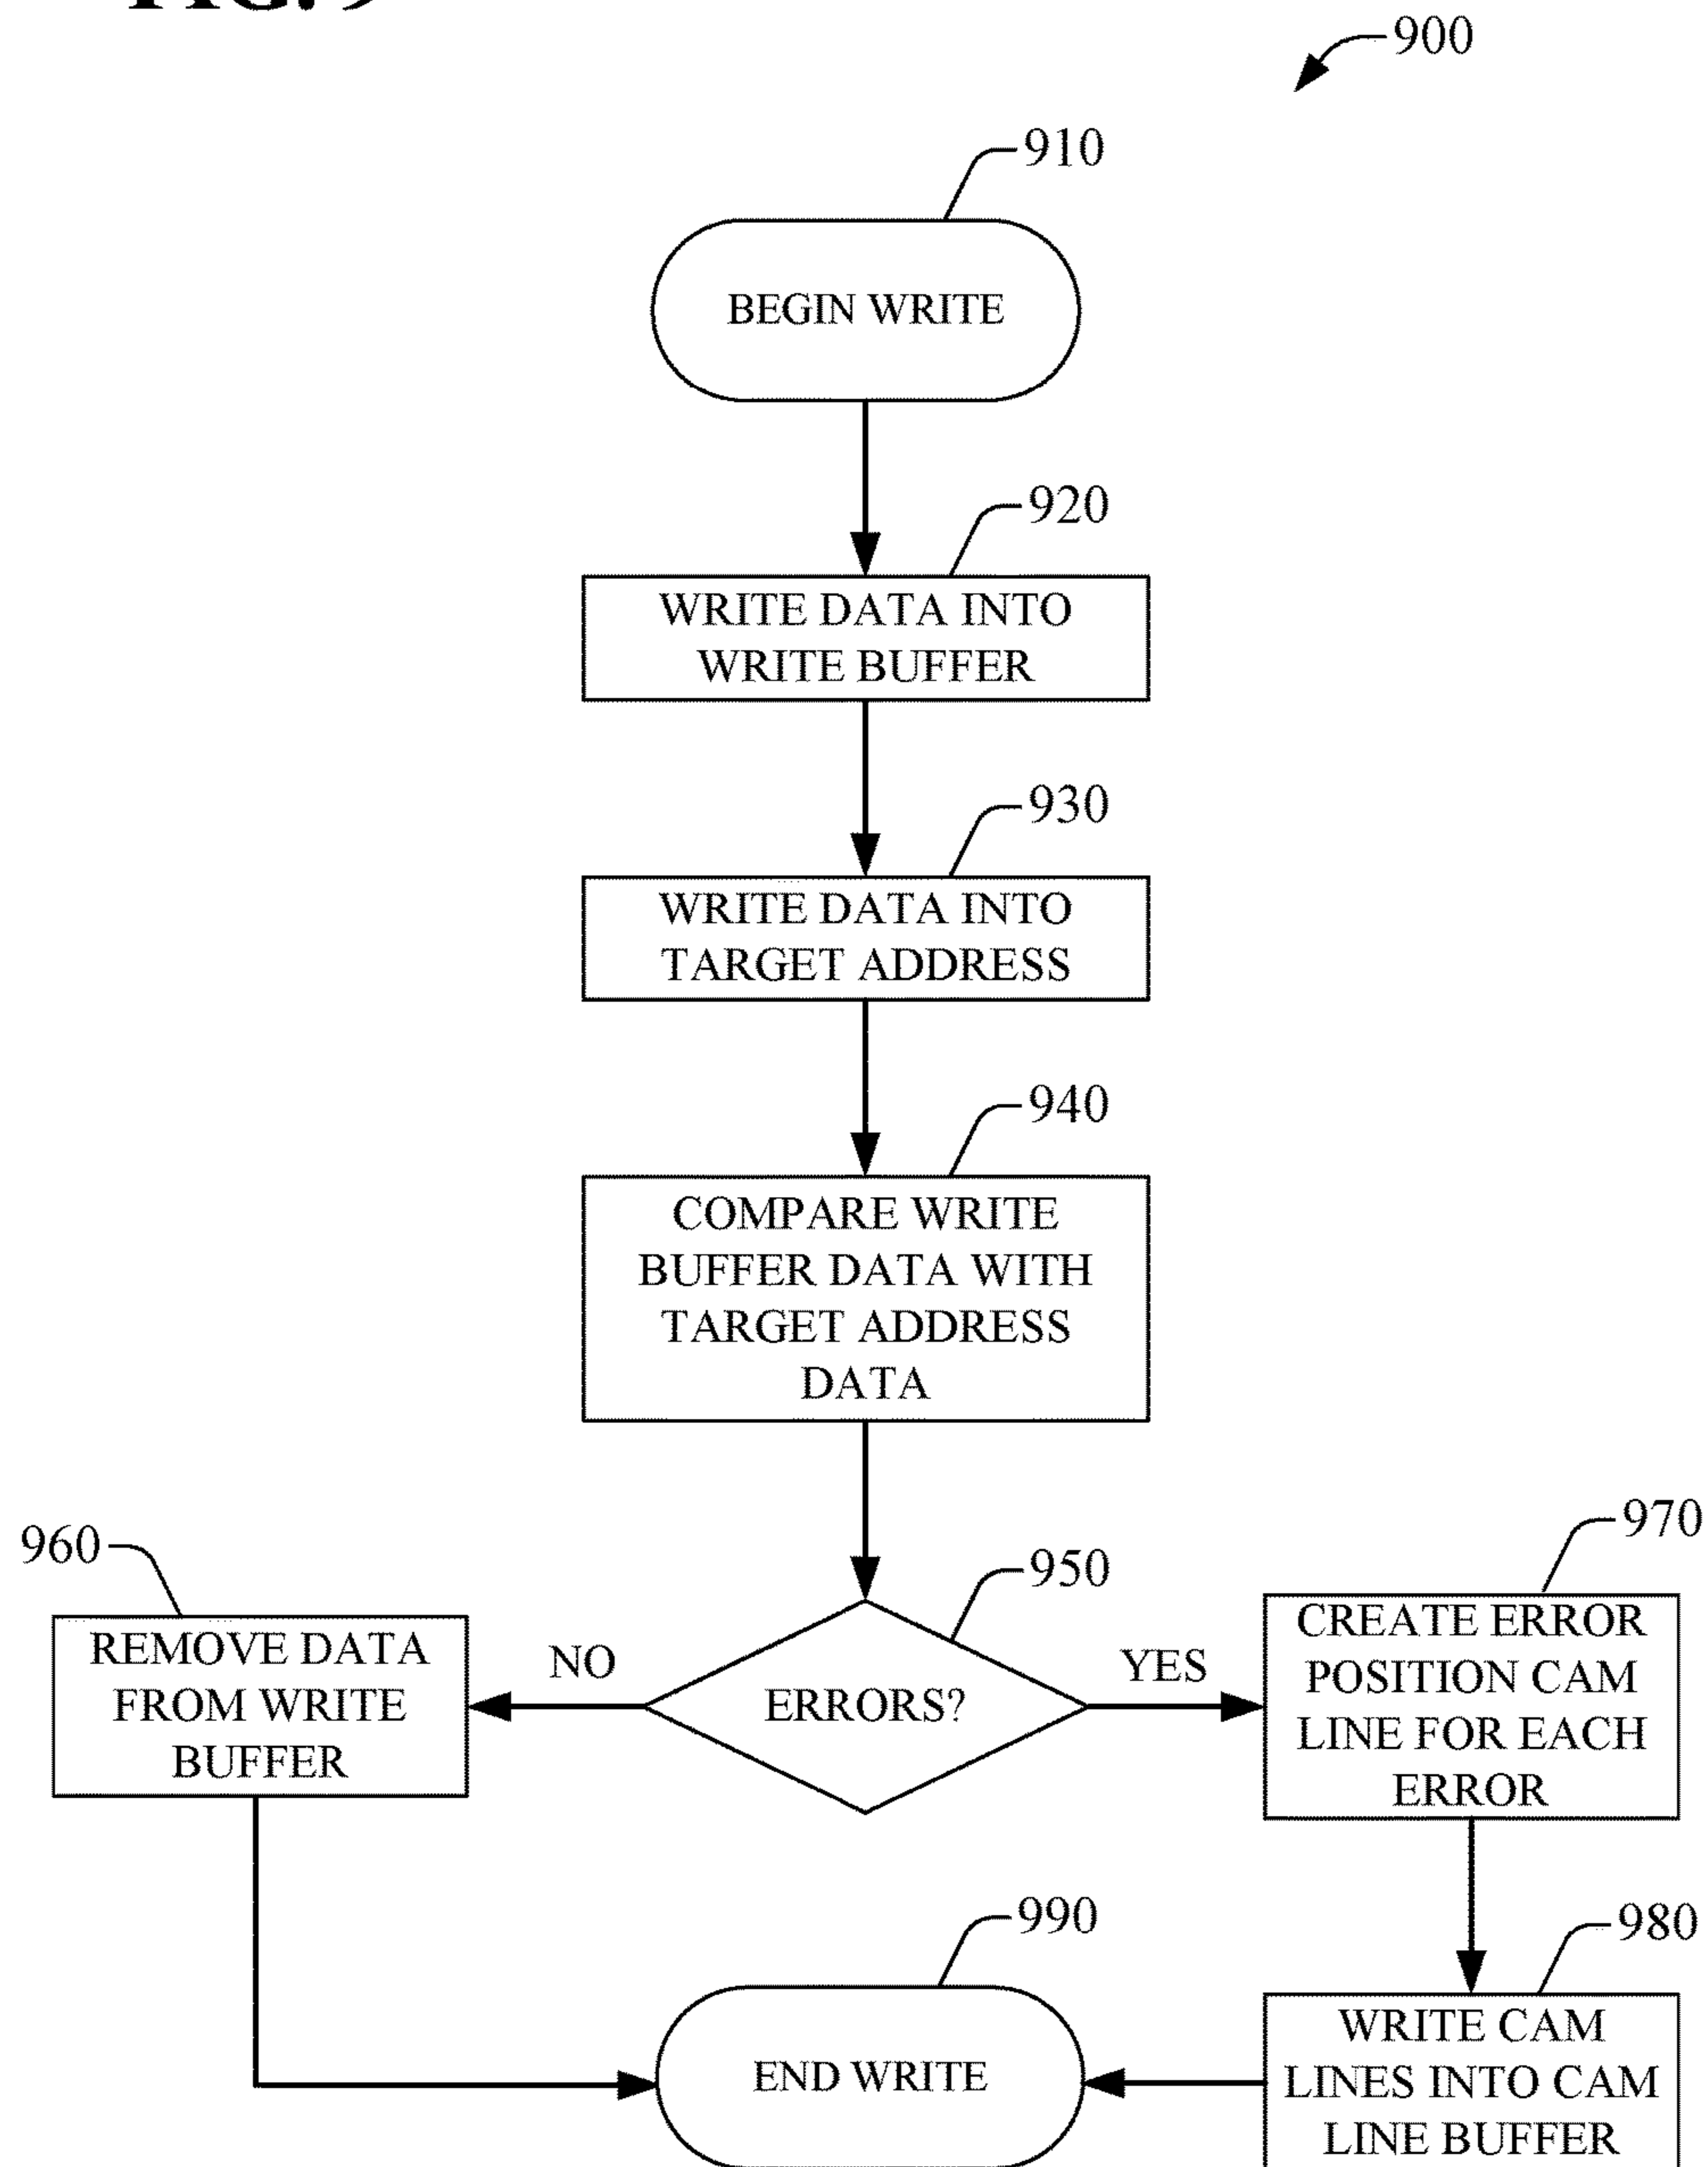 FIG. 9
900
910
BEGIN WRITE
920
WRITE DATA INTO
WRITE BUFFER
930
WRITE DATA INTO
TARGET ADDRESS
940
COMPARE WRITE
BUFFER DATA WITH
TARGET ADDRESS
DATA
950
ERRORS?
NO
YES
960
REMOVE DATA
FROM WRITE
BUFFER
970
CREATE ERROR
POSITION CAM
LINE FOR EACH
ERROR
980
WRITE CAM
LINES INTO CAM
LINE BUFFER
990
END WRITE